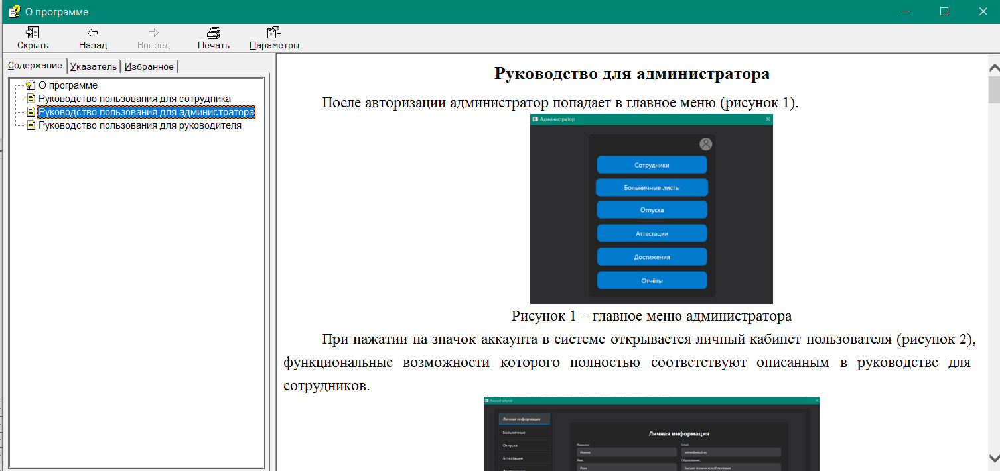 О программе
Скрыть
Назад
Вперед
Печать
Параметры
Содержание
Указатель
Избранное
О программе
Руководство пользования для сотрудника
Руководство пользования для администратора
Руководство пользования для руководителя
Руководство для администратора
После авторизации администратор попадает в главное меню (рисунок 1).
Администратор
Сотрудники
Больничные листы
Отпуска
Аттестации
Достижения
Отчёты
Рисунок 1 – главное меню администратора
При нажатии на значок аккаунта в системе открывается личный кабинет пользователя (рисунок 2),
функциональные возможности которого полностью соответствуют описанным в руководстве для
сотрудников.
Личный кабинет
Личная информация
Больничные
Отпуска
Аттестации
Личная информация
Фамилия:
Email:
Иванов
Имя:
Образование:
Иван
Высшее техническое образование